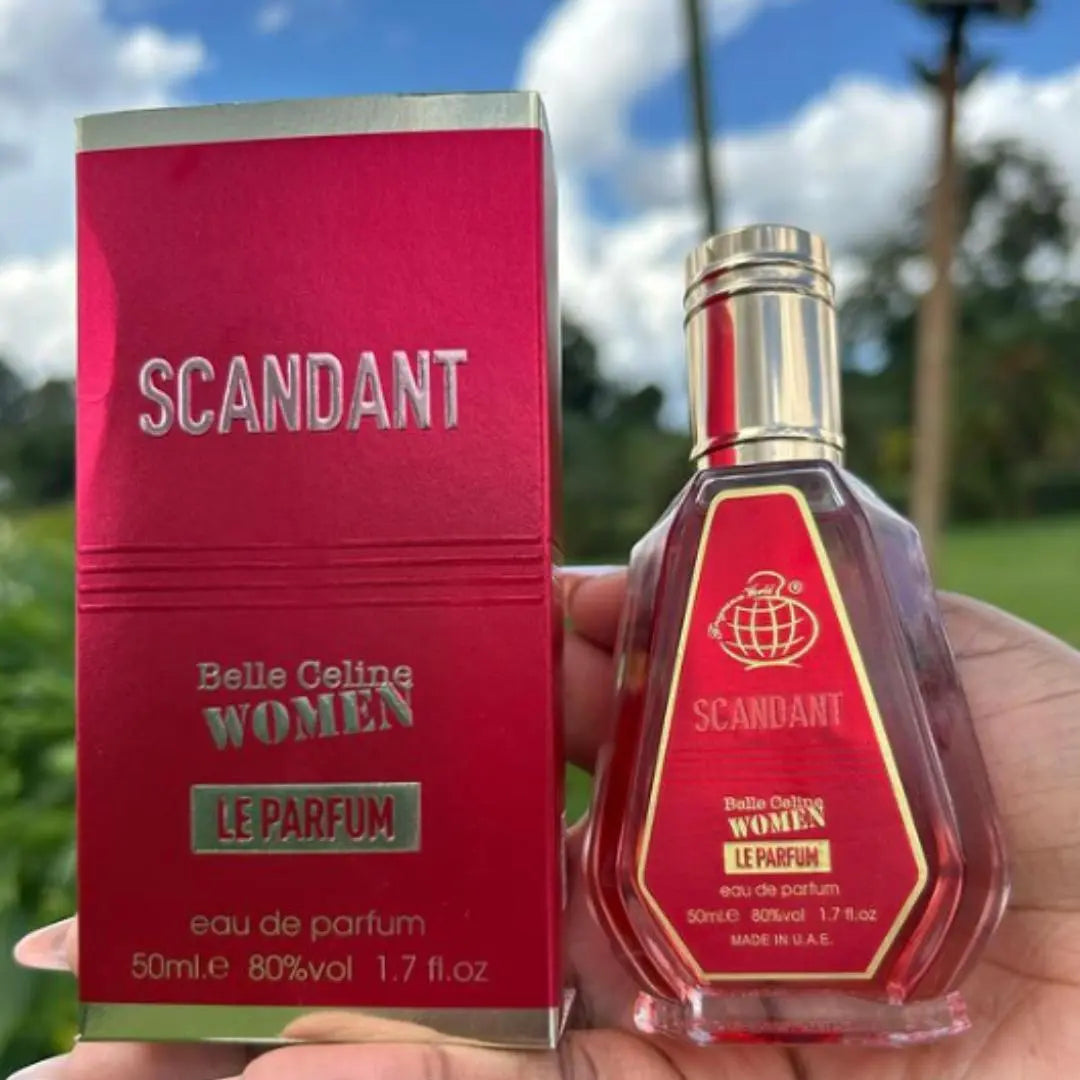 SCANDANT
Belle Celine
WOMEN
LE PARFUM
eau de parfum
50ml.e 80%vol 1.7 fl.oz
World ®
SCANDANT
Belle Celine
WOMEN
LE PARFUM
eau de parfum
50ml.e 80%vol 1.7 fl.oz
MADE IN U.A.E.